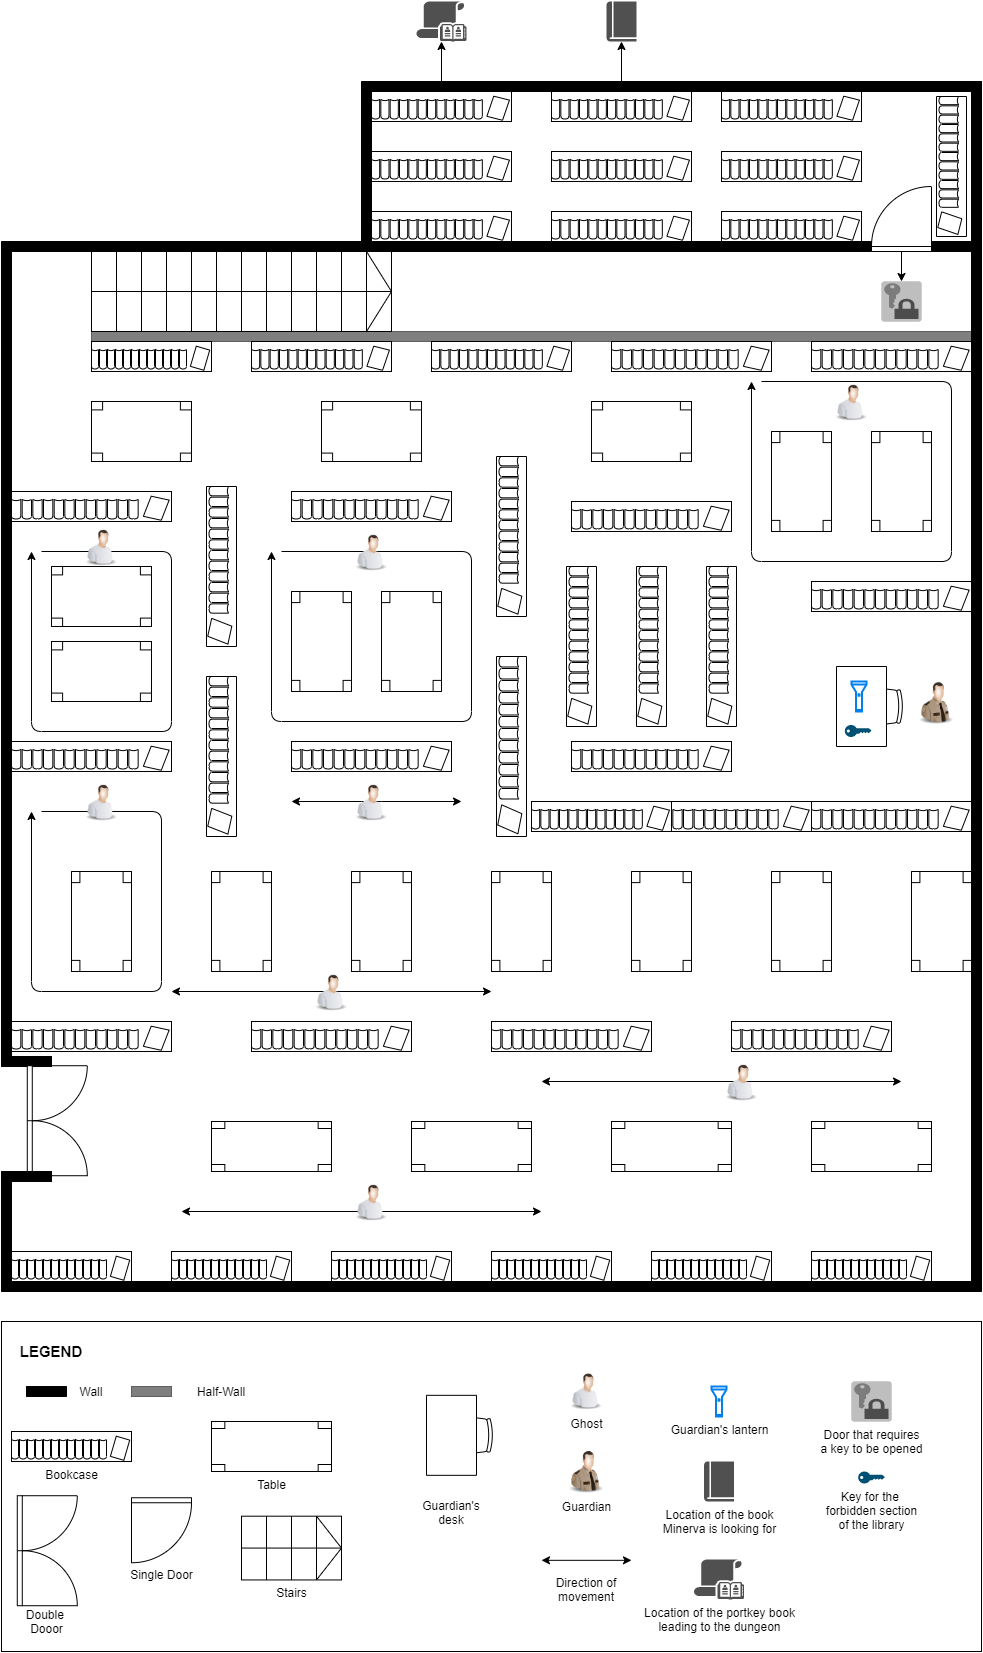 LEGEND
Wall
Half-Wall
Bookcase
Table
Double
Dooor
Single Door
Stairs
Guardian's
desk
Ghost
Guardian
Direction of
movement
Guardian's lantern
Location of the book
Minerva is looking for
Location of the portkey book
leading to the dungeon
Door that requires
a key to be opened
Key for the
forbidden section
of the library